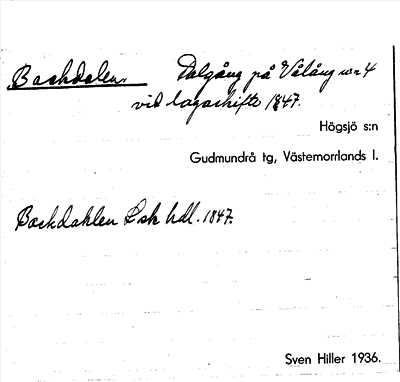 Backdalen. Dalgång på Välång nr 4
vid lagaskifte 1847.
Högsjö s:n
Gudmundrå tg, Västernorrlands l.
Backdahlen Lsk hdl. 1847.
Sven Hiller 1936.